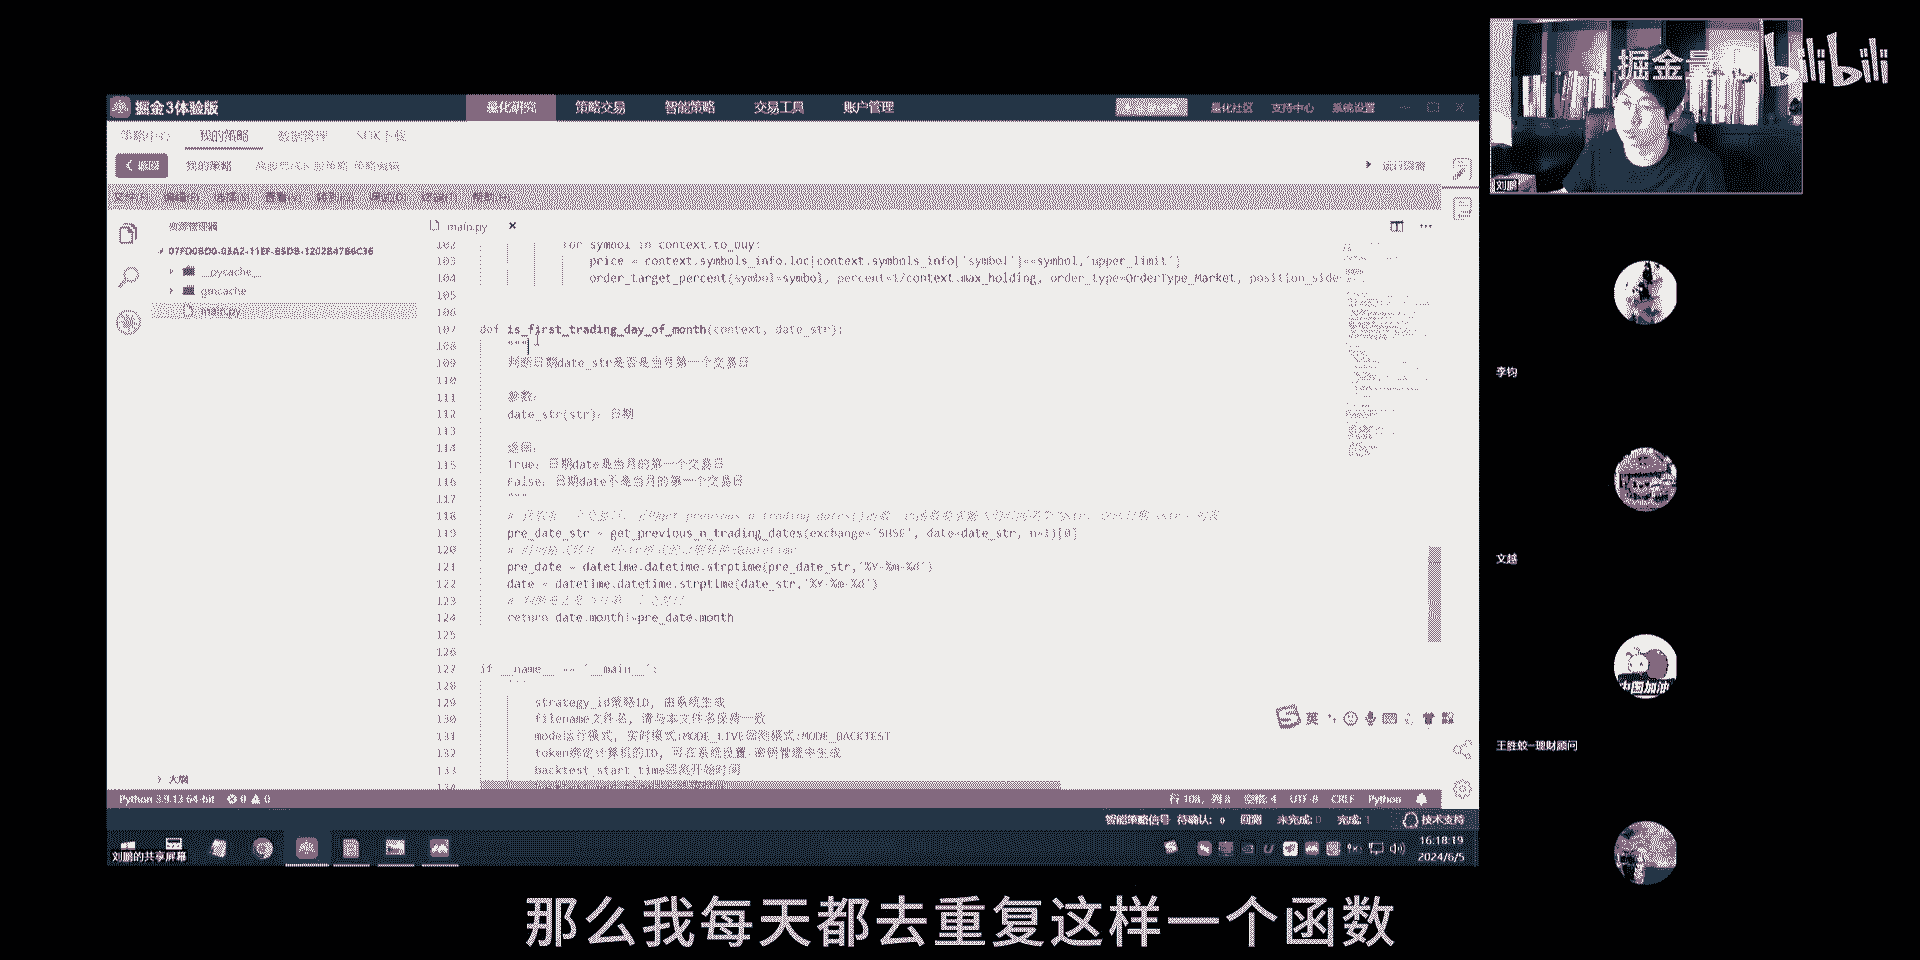 掘金3体验版
量化研究 策略交易 智能策略 交易工具 账户管理
量化社区 支持中心 系统设置
掘金
bilibili
刘鹏
我的策略 数据管理 SDK下载
返回 我的策略
资源管理器
main.py
__pycache__
gmcache
main.py
102 for symbol in context.to_buy:
103 price = context.symbols_info.loc[context.symbols_info['symbol']==symbol,'upper_limit']
104 order_target_percent(symbol=symbol, percent=1/context.max_holding, order_type=OrderType_Market, position_side
105
106
107 def is_first_trading_day_of_month(context, date_str):
108 """
109 判断日期date_str是否是当月第一个交易日
110
111 参数:
112 date_str(str): 日期
113
114 返回:
115 True: 日期date是当月的第一个交易日
116 False: 日期date不是当月的第一个交易日
117 """
118
119 pre_date_str = get_previous_n_trading_dates(exchange='SHSE', date=date_str, n=1)[0]
120
121 pre_date = datetime.datetime.strptime(pre_date_str,'%Y-%m-%d')
122 date = datetime.datetime.strptime(date_str,'%Y-%m-%d')
123
124 return date.month!=pre_date.month
125
126
127 if __name__ == '__main__':
128 '''
129 strategy_id策略ID, 由系统生成
130 filename文件名, 请与本文件名保持一致
131 mode运行模式, 实时模式:MODE_LIVE回测模式:MODE_BACKTEST
132 token绑定计算机的ID, 可在系统设置-密钥管理中生成
133 backtest_start_time回测开始时间
134
大纲
Python 3.9.13 64-bit 0 0
行 108, 列 8 空格: 4 UTF-8 CRLF Python
智能策略信号 待确认: 0 回测 未完成: 0 完成: 1 技术支持
英
刘鹏的共享屏幕
16:18:19
2024/6/5
李钧
文越
中国加油
王胜蛟-理财顾问
那么我每天都去重复这样一个函数